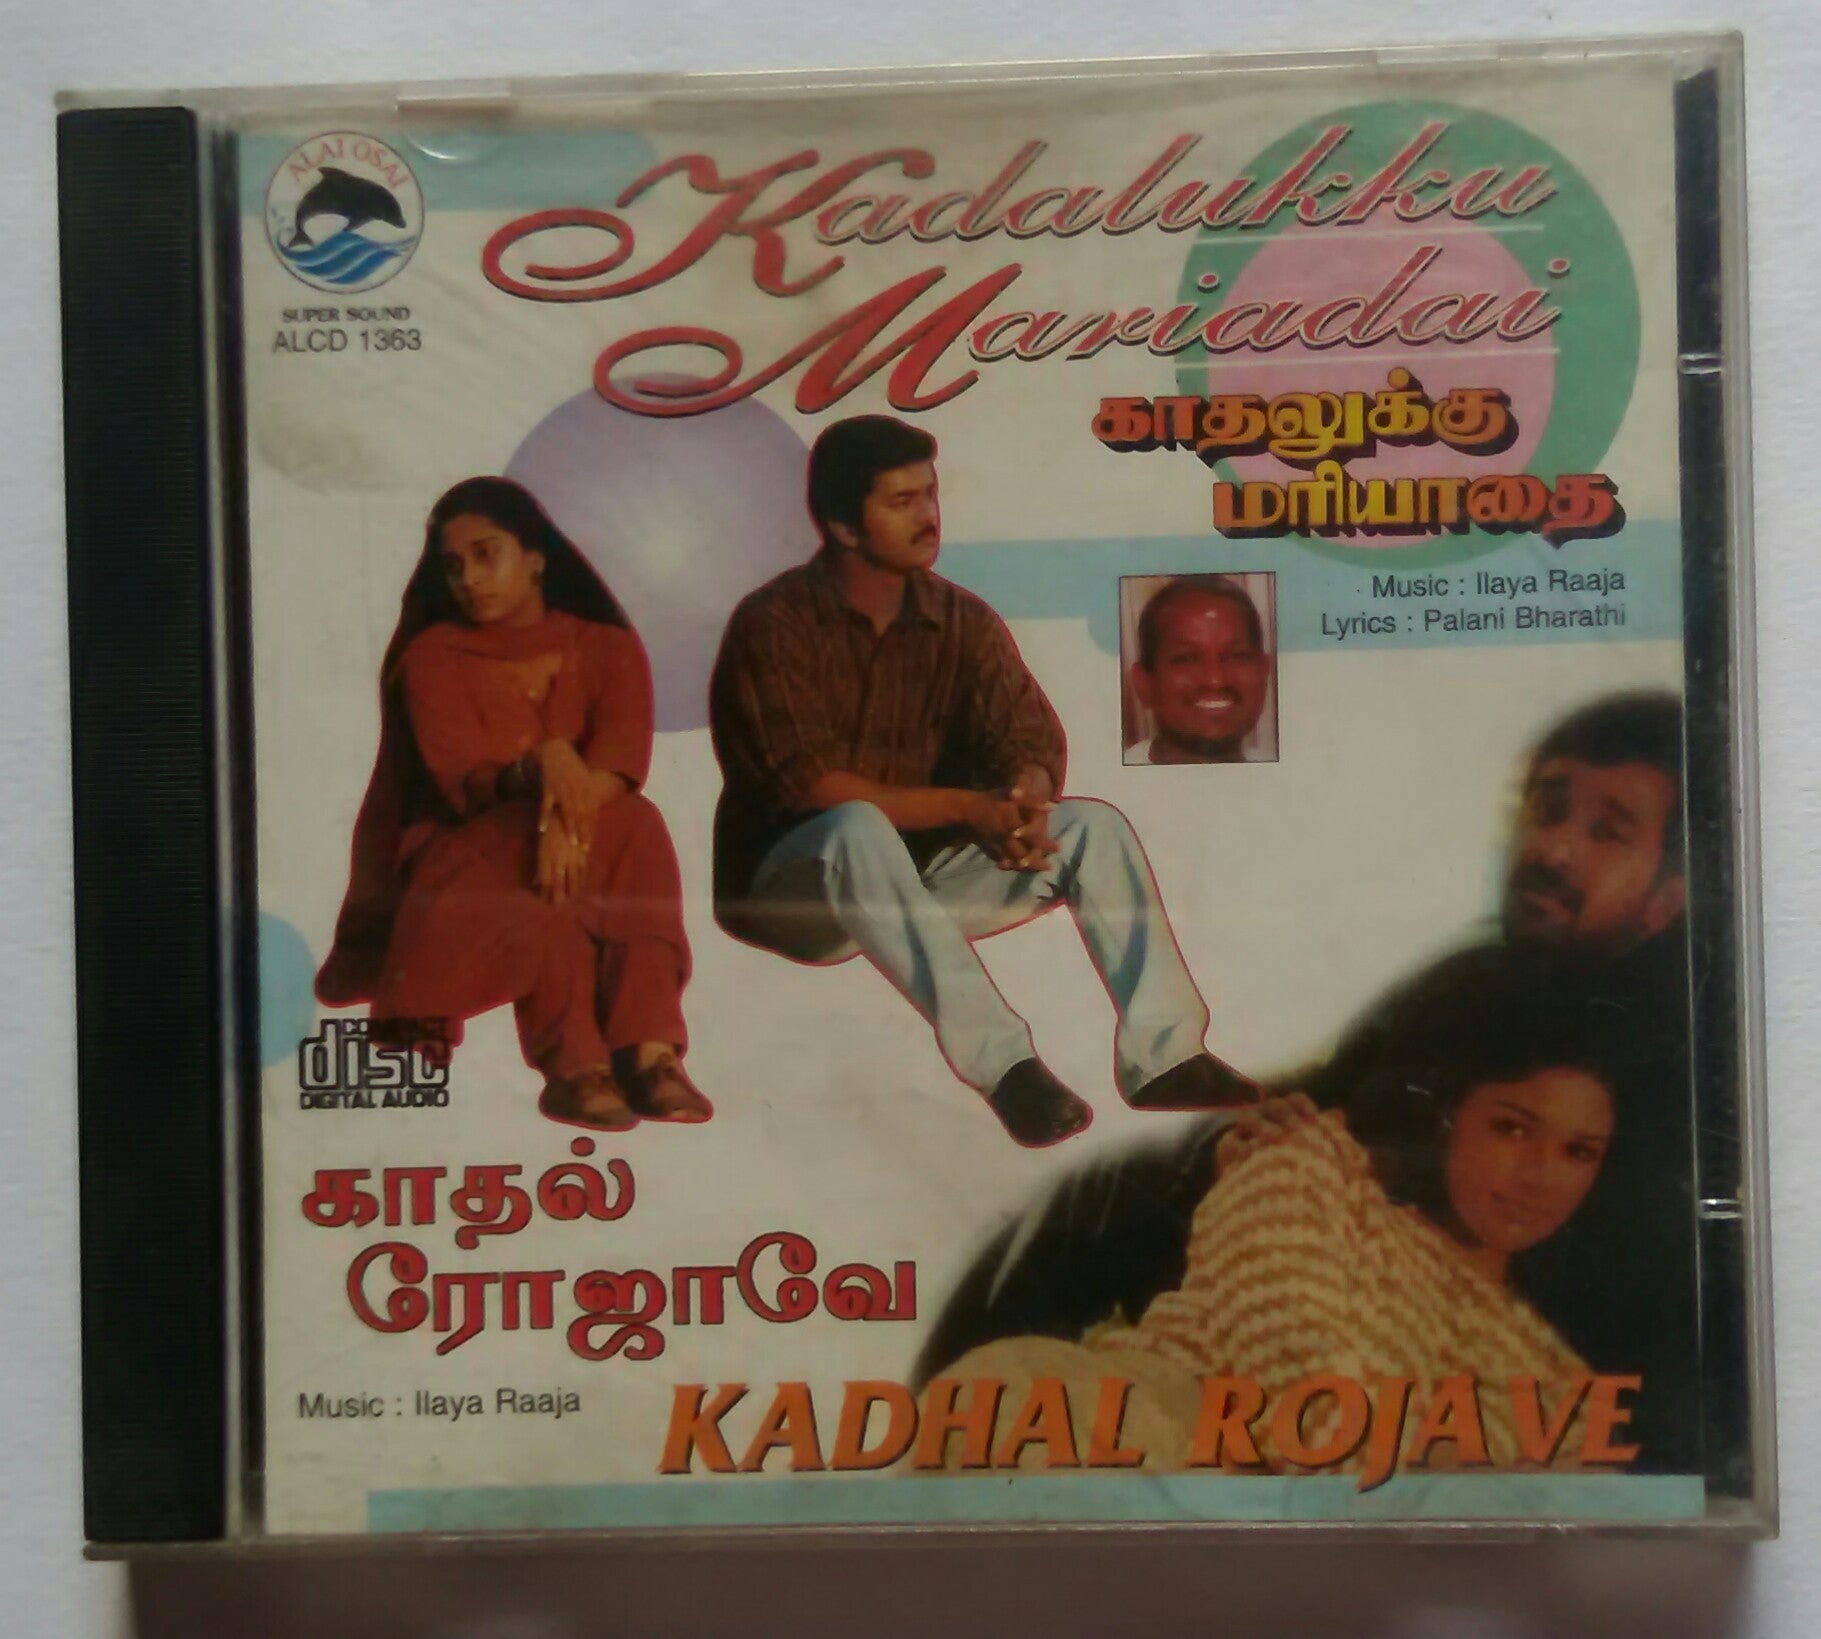 ALAI OSAI
SUPER SOUND
ALCD 1363
Kadalukku
Mariadai
காதலுக்கு
மரியாதை
Music : Ilaya Raaja
Lyrics : Palani Bharathi
COMPACT
disc
DIGITAL AUDIO
காதல்
ரோஜாவே
Music : Ilaya Raaja
KADHAL ROJAVE